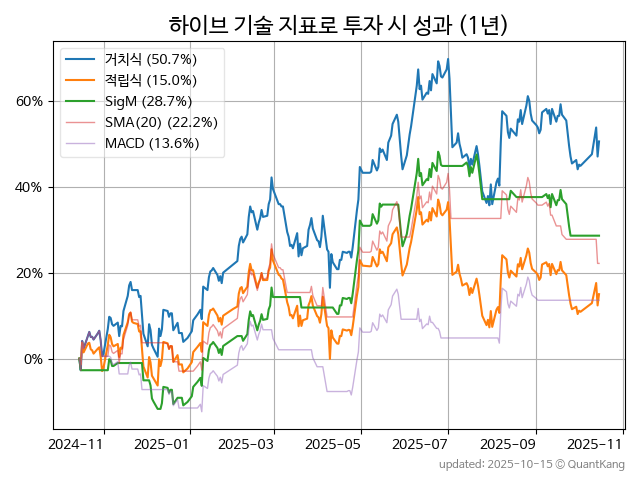 하이브 기술 지표로 투자 시 성과 (1년)
거치식 (50.7%)
적립식 (15.0%)
SigM (28.7%)
SMA(20) (22.2%)
MACD (13.6%)
60%
40%
20%
0%
2024-11 2025-01 2025-03 2025-05 2025-07 2025-09 2025-11
updated: 2025-10-15 © QuantKang